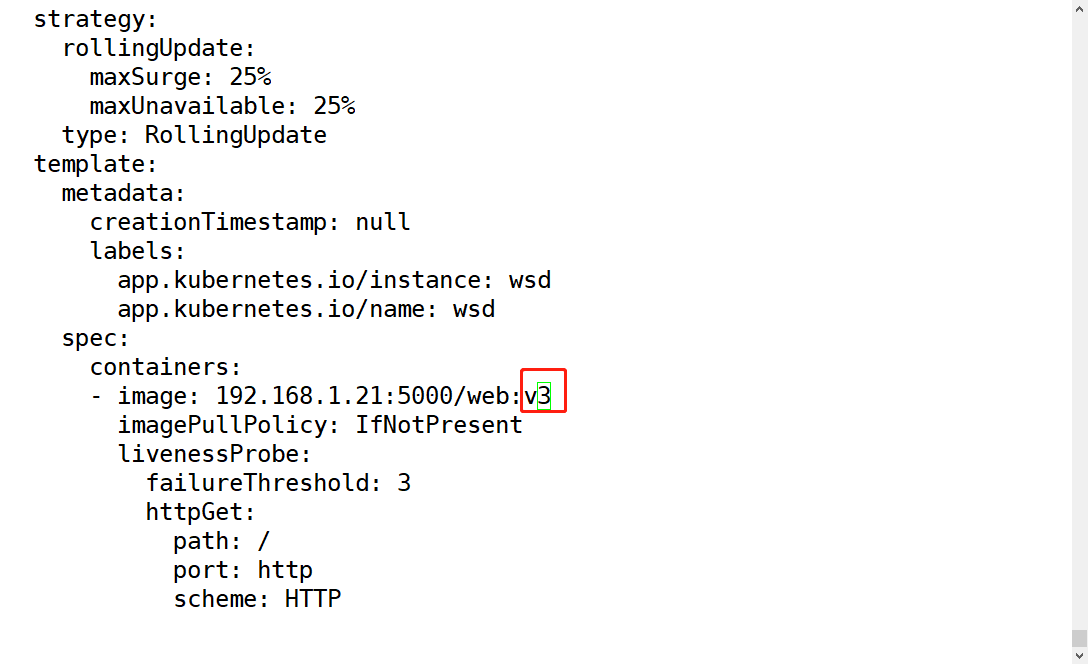 strategy:
  rollingUpdate:
    maxSurge: 25%
    maxUnavailable: 25%
  type: RollingUpdate
template:
  metadata:
    creationTimestamp: null
    labels:
      app.kubernetes.io/instance: wsd
      app.kubernetes.io/name: wsd
  spec:
    containers:
    - image: 192.168.1.21:5000/web:v3
      imagePullPolicy: IfNotPresent
      livenessProbe:
        failureThreshold: 3
        httpGet:
          path: /
          port: http
          scheme: HTTP